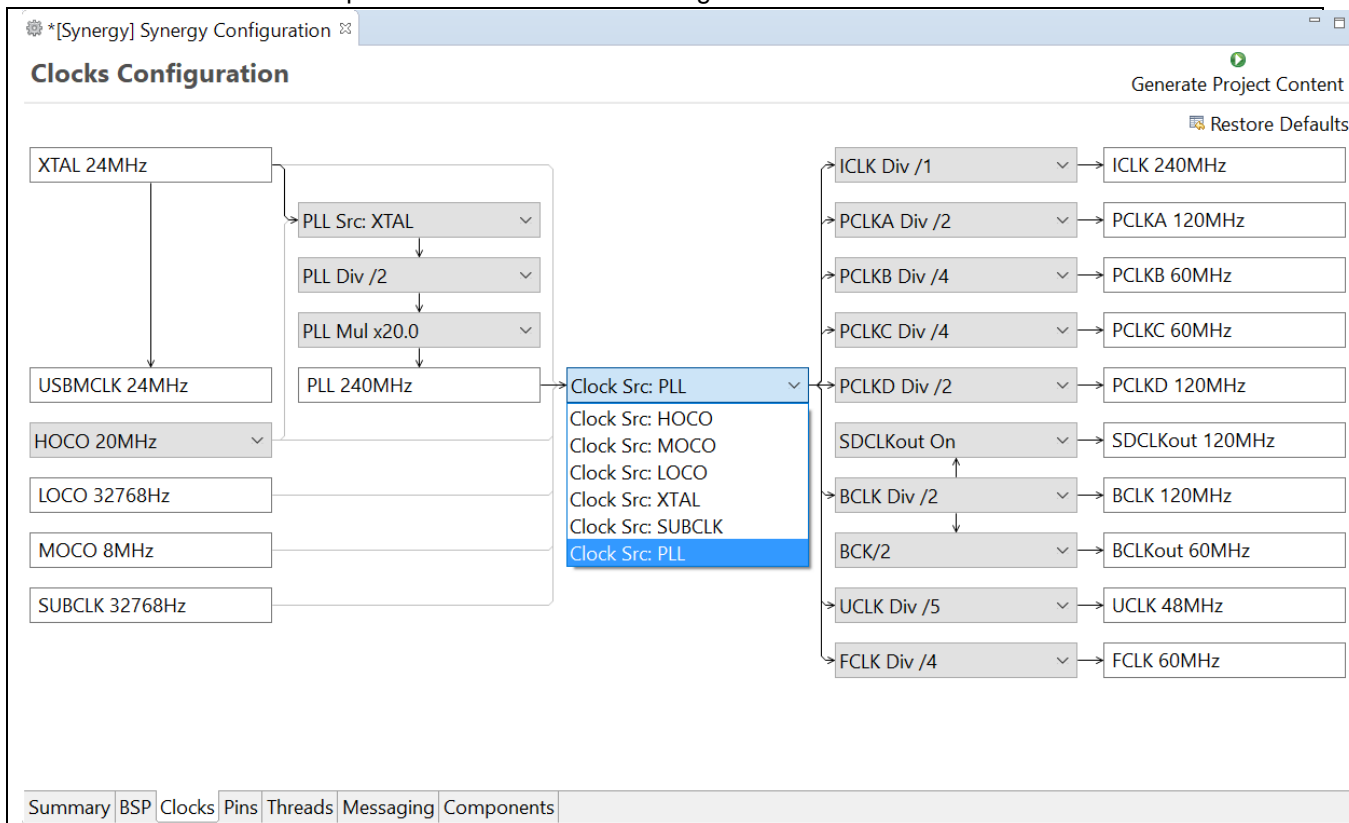 *[Synergy] Synergy Configuration
Clocks Configuration
Generate Project Content
Restore Defaults
XTAL 24MHz
ICLK Div /1
ICLK 240MHz
PLL Src: XTAL
PCLKA Div /2
PCLKA 120MHz
PLL Div /2
PCLKB Div /4
PCLKB 60MHz
PLL Mul x20.0
PCLKC Div /4
PCLKC 60MHz
USBMCLK 24MHz
PLL 240MHz
Clock Src: PLL
PCLKD Div /2
PCLKD 120MHz
Clock Src: HOCO
Clock Src: MOCO
Clock Src: LOCO
Clock Src: XTAL
Clock Src: SUBCLK
Clock Src: PLL
HOCO 20MHz
SDCLKout On
SDCLKout 120MHz
LOCO 32768Hz
BCLK Div /2
BCLK 120MHz
MOCO 8MHz
BCK/2
BCLKout 60MHz
SUBCLK 32768Hz
UCLK Div /5
UCLK 48MHz
FCLK Div /4
FCLK 60MHz
Summary BSP Clocks Pins Threads Messaging Components